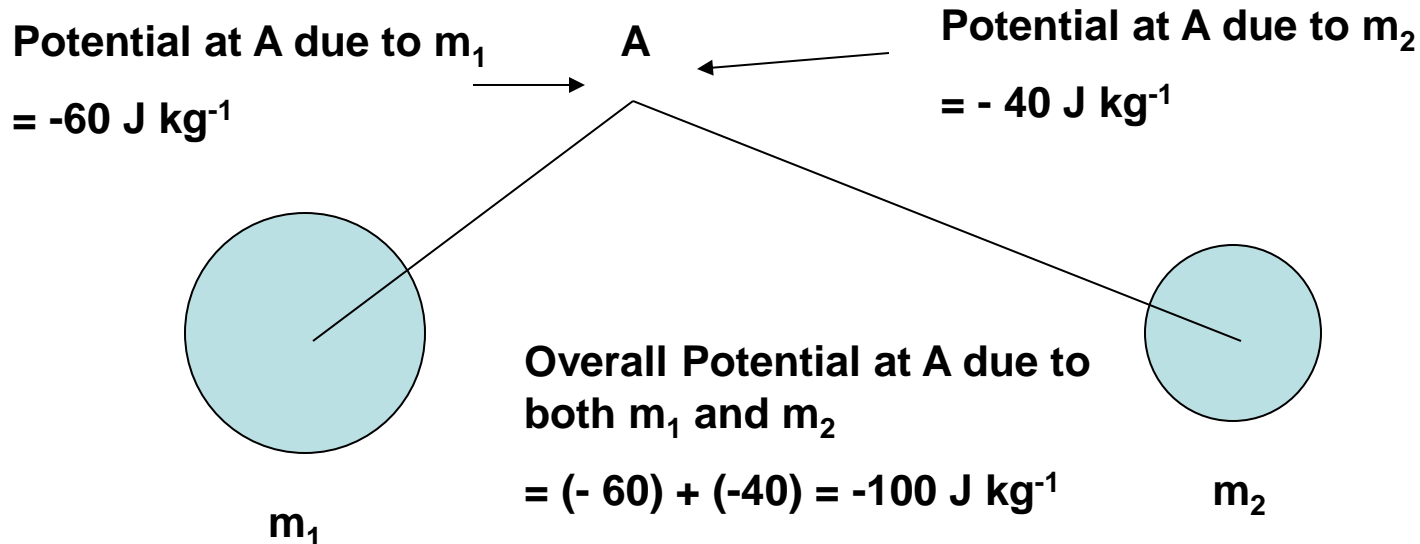 Potential at A due to m₁
= -60 J kg⁻¹
A
Potential at A due to m₂
= - 40 J kg⁻¹
Overall Potential at A due to
both m₁ and m₂
= (- 60) + (-40) = -100 J kg⁻¹
m₁
m₂